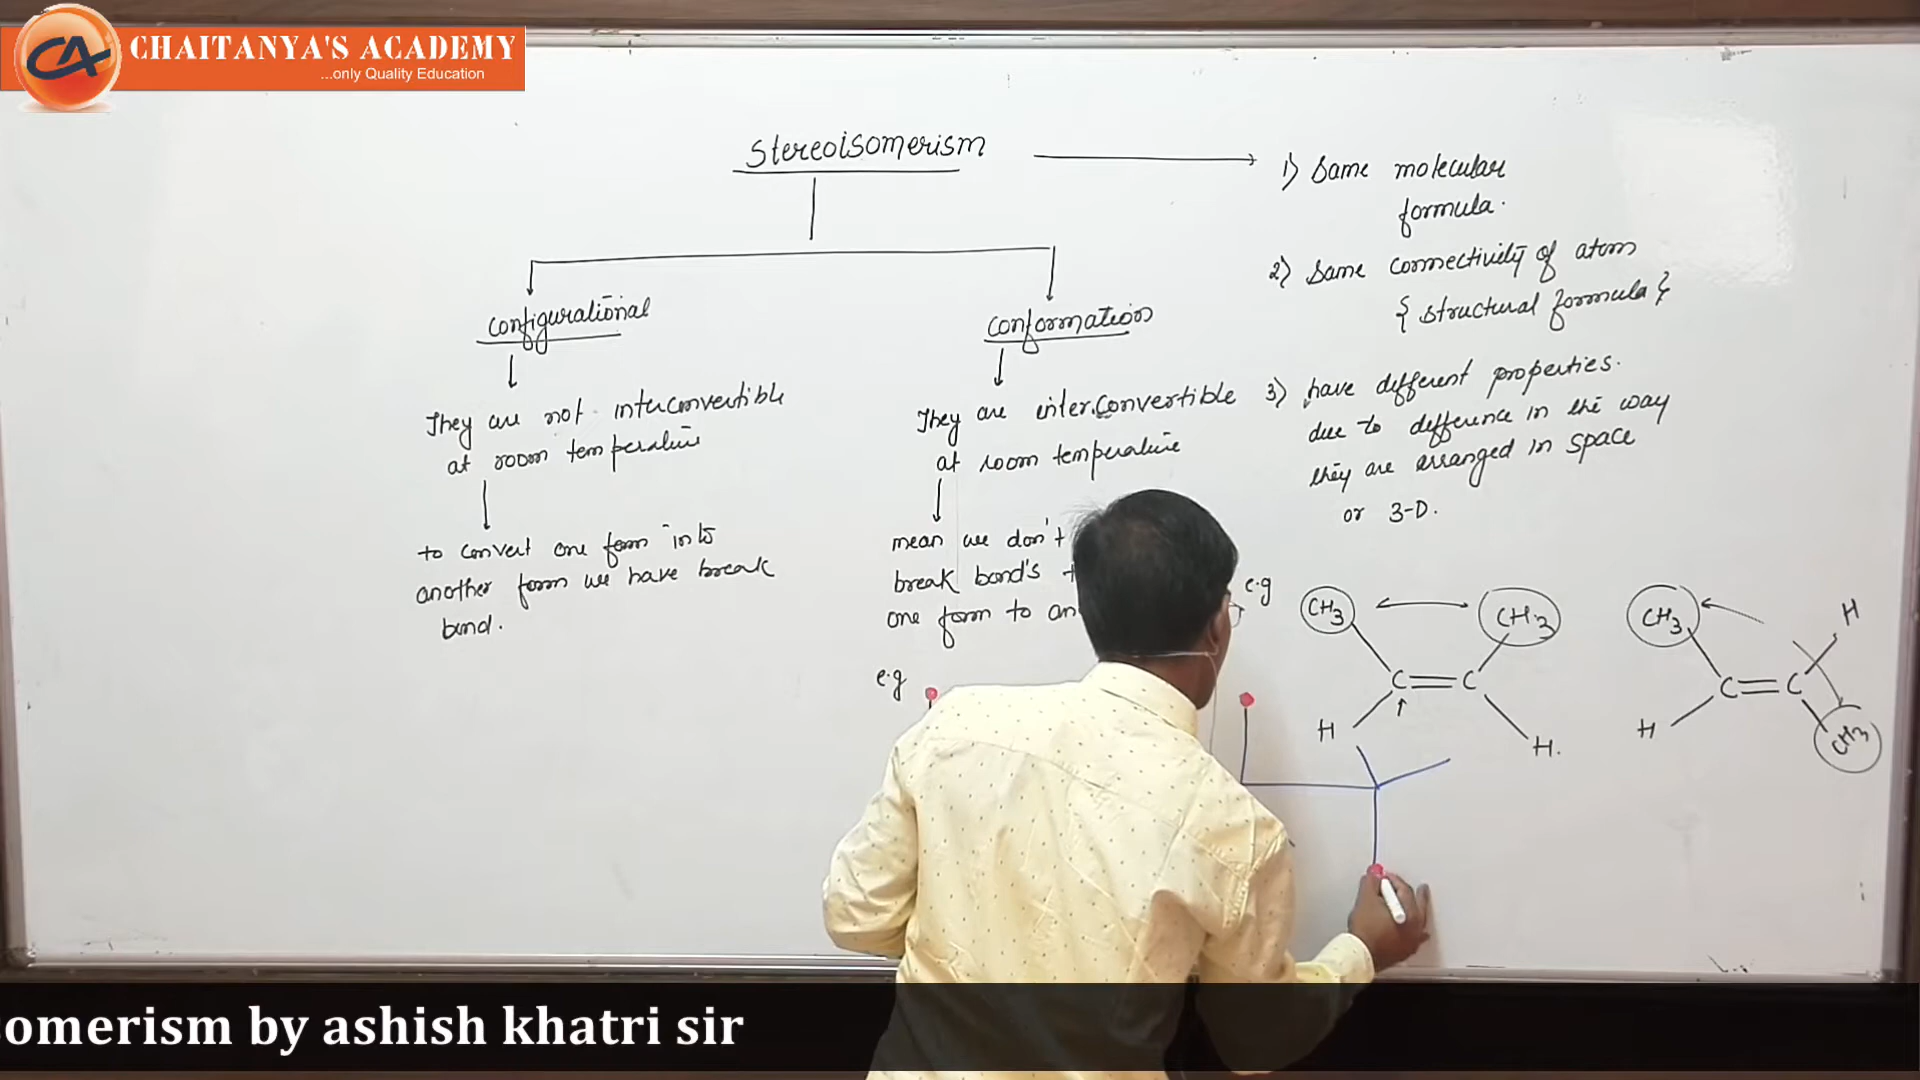 CHAITANYA'S ACADEMY
...only Quality Education
Stereoisomerism
1) Same molecular
formula.
2) Same connectivity of atom
{ structural formula }
3) have different properties.
due to difference in the way
they are arranged in space
or 3-D.
Configurational
They are not interconvertible
at room temperature
to convert one form into
another form we have break
bond.
Conformation
They are interconvertible
at room temperature
mean we don't
break bond's
one form to an
e.g
e.g
CH3
CH3
C=C
H
H.
CH3
H
C=C
H
CH3
somerism by ashish khatri sir